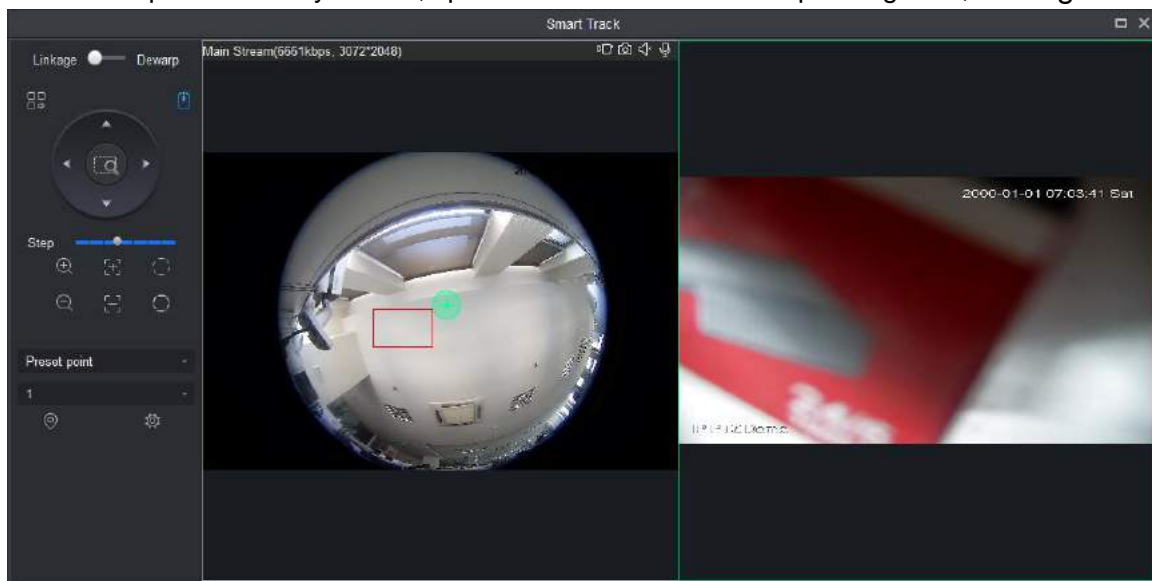 Smart Track
Linkage Dewarp
Main Stream(6661kbps, 3072*2048)
Step
Preset point
1
2000-01-01 07:03:41 Sat